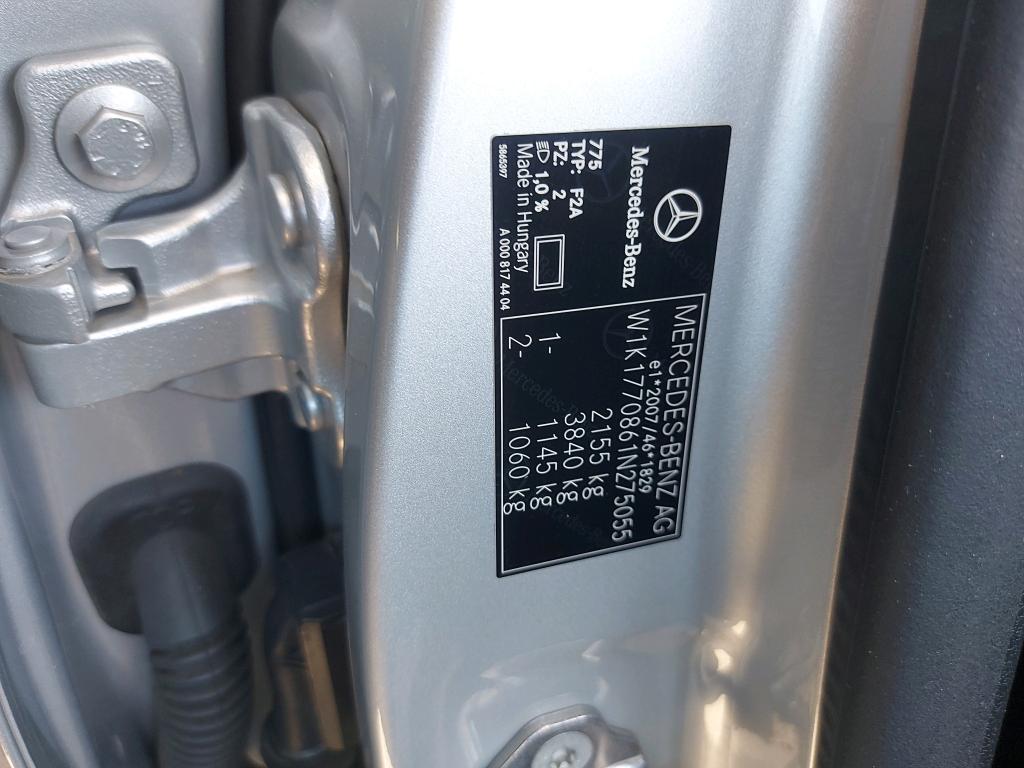 Mercedes-Benz
775
TYP: F2A
PZ: 2
1,0 %
Made in Hungary
5865397
A 000 817 44 04
MERCEDES-BENZ AG
e1*2007/46*1829
W1K1770861N275055
2155 kg
3840 kg
1- 1145 kg
2- 1060 kg